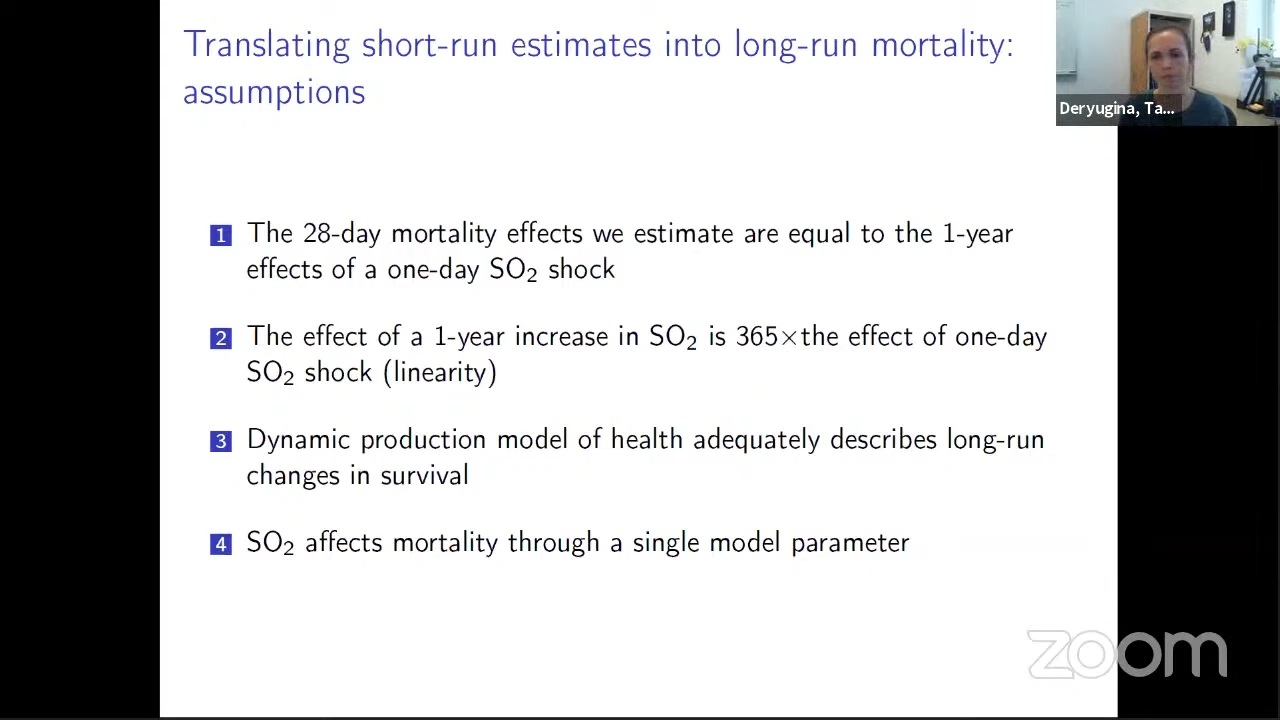 Translating short-run estimates into long-run mortality:
assumptions
Deryugina, Ta...
1 The 28-day mortality effects we estimate are equal to the 1-year
effects of a one-day SO₂ shock
2 The effect of a 1-year increase in SO₂ is 365×the effect of one-day
SO₂ shock (linearity)
3 Dynamic production model of health adequately describes long-run
changes in survival
4 SO₂ affects mortality through a single model parameter
zoom